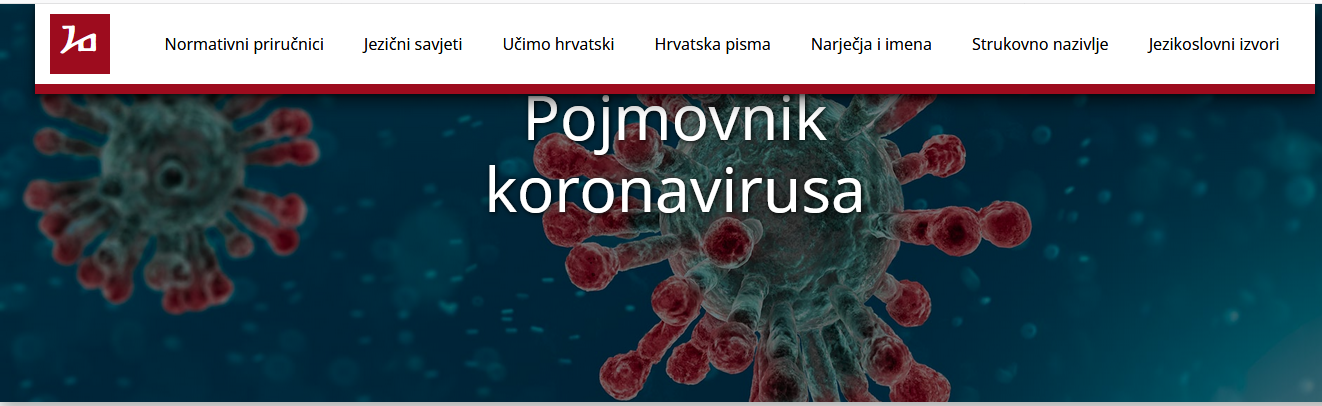 Normativni priručnici Jezični savjeti Učimo hrvatski Hrvatska pisma Narječja i imena Strukovno nazivlje Jezikoslovni izvori
Pojmovnik
koronavirusa